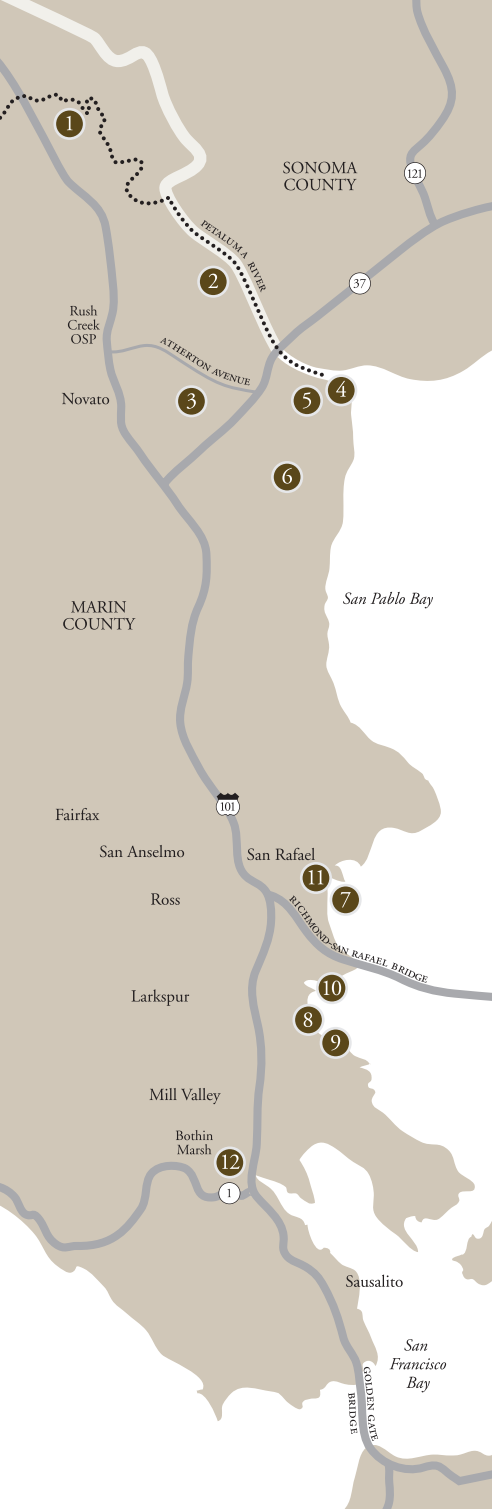 1
SONOMA
COUNTY
121
PETALUMA RIVER
2
37
Rush
Creek
OSP
ATHERTON AVENUE
Novato
3
5
4
6
San Pablo Bay
MARIN
COUNTY
101
Fairfax
San Anselmo
San Rafael
11
7
Ross
RICHMOND-SAN RAFAEL BRIDGE
10
Larkspur
8
9
Mill Valley
Bothin
Marsh
12
1
Sausalito
San
Francisco
Bay
GOLDEN GATE
BRIDGE